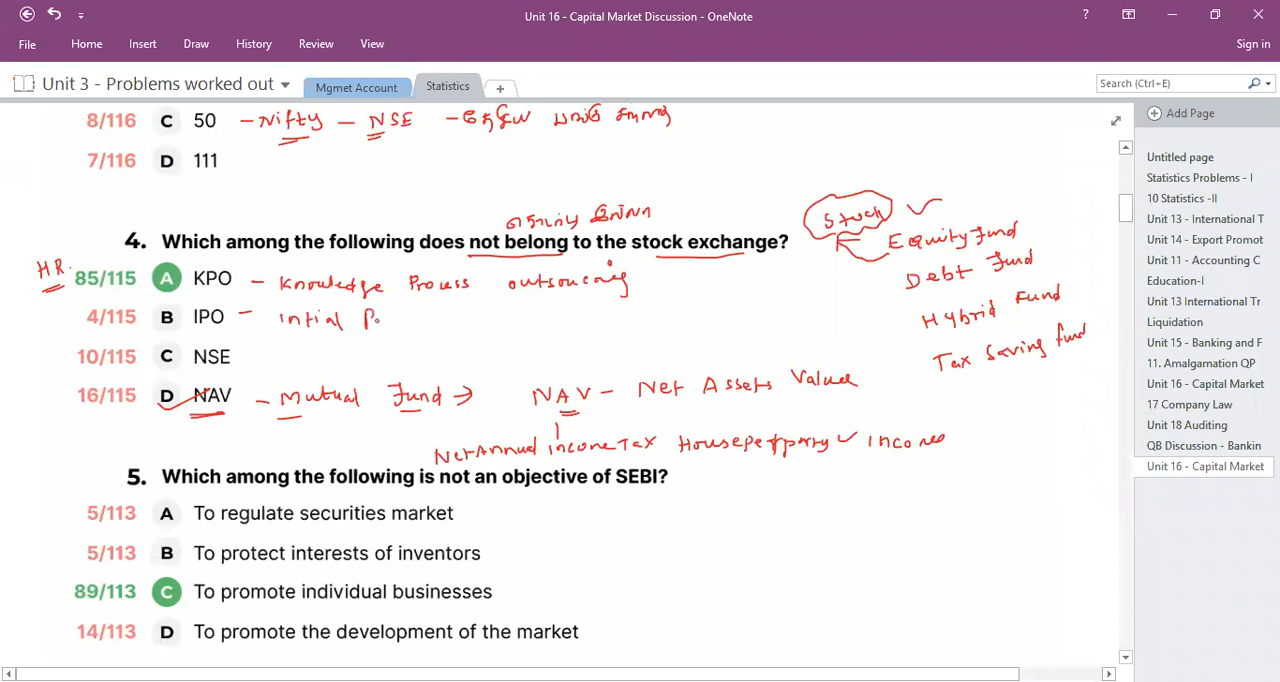 Unit 16 - Capital Market Discussion - OneNote
?
File Home Insert Draw History Review View Sign in
Unit 3 - Problems worked out Mgmet Account Statistics + Search (Ctrl+E)
Add Page
Untitled page
Statistics Problems - I
10 Statistics -II
Unit 13 - International T
Unit 14 - Export Promot
Unit 11 - Accounting C
Education-I
Unit 13 International Tr
Liquidation
Unit 15 - Banking and F
11. Amalgamation QP
Unit 16 - Capital Market
17 Company Law
Unit 18 Auditing
QB Discussion - Bankin
Unit 16 - Capital Market
8/116 C 50 - Nifty - NSE -
7/116 D 111
Stock
4. Which among the following does not belong to the stock exchange?
Equity Fund
Debt Fund
Hybrid Fund
Tax Saving Fund
HR.
85/115 A KPO - Knowledge Process outsoucing
4/115 B IPO - intial P
10/115 C NSE
16/115 D NAV - Mutual Fund → NAV - Net Assets Value
Net Annual income Tax
5. Which among the following is not an objective of SEBI?
5/113 A To regulate securities market
5/113 B To protect interests of inventors
89/113 C To promote individual businesses
14/113 D To promote the development of the market